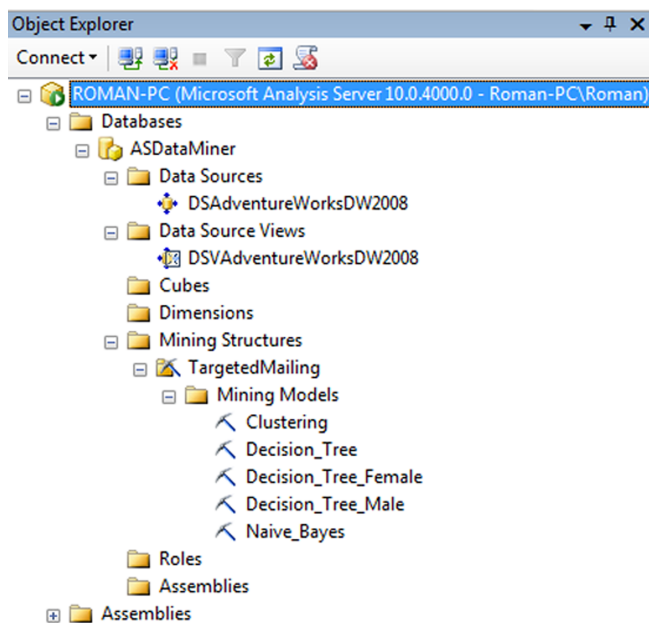 Object Explorer
Connect
ROMAN-PC (Microsoft Analysis Server 10.0.4000.0 - Roman-PC\Roman)
Databases
ASDataMiner
Data Sources
DSAdventureWorksDW2008
Data Source Views
DSVAdventureWorksDW2008
Cubes
Dimensions
Mining Structures
TargetedMailing
Mining Models
Clustering
Decision_Tree
Decision_Tree_Female
Decision_Tree_Male
Naive_Bayes
Roles
Assemblies
Assemblies